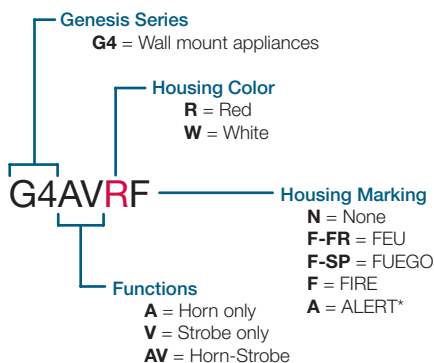 Genesis Series
G4 = Wall mount appliances
Housing Color
R = Red
W = White
G4AVRF
Housing Marking
N = None
F-FR = FEU
F-SP = FUEGO
F = FIRE
A = ALERT*
Functions
A = Horn only
V = Strobe only
AV = Horn-Strobe